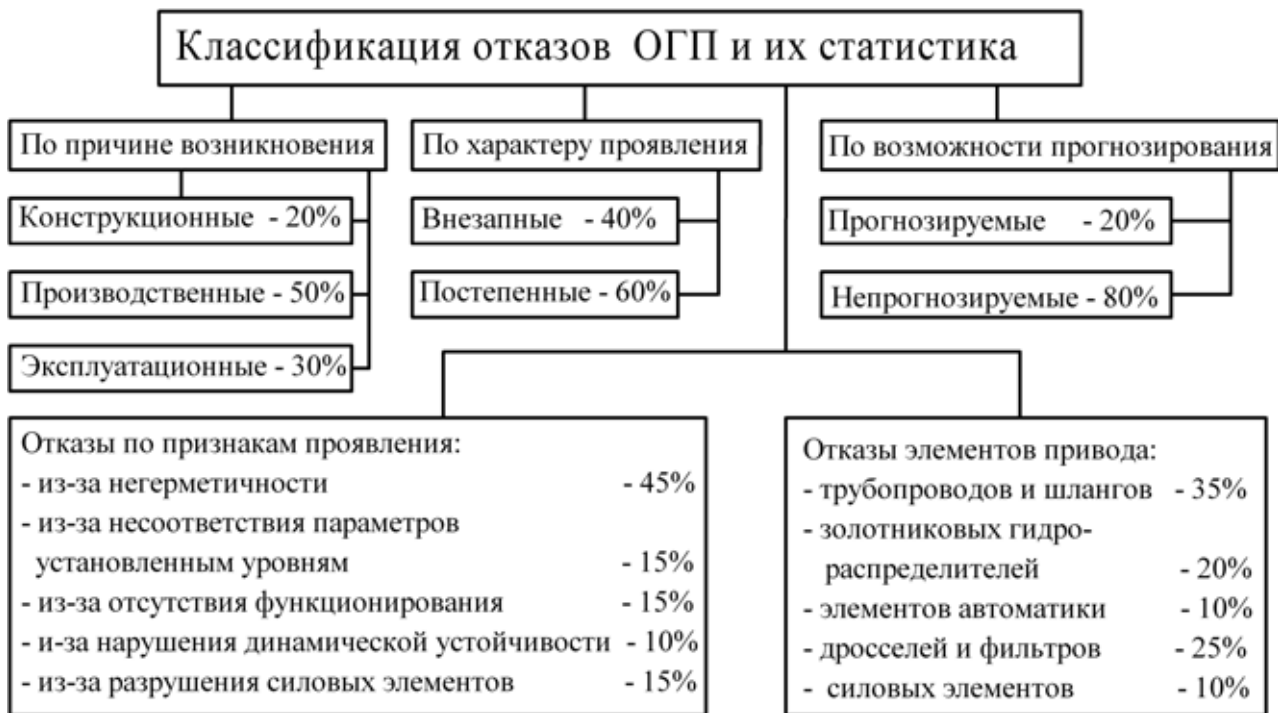 Классификация отказов ОГП и их статистика
По причине возникновения
Конструкционные - 20%
Производственные - 50%
Эксплуатационные - 30%
По характеру проявления
Внезапные - 40%
Постепенные - 60%
По возможности прогнозирования
Прогнозируемые - 20%
Непрогнозируемые - 80%
Отказы по признакам проявления:
- из-за негерметичности - 45%
- из-за несоответствия параметров
установленным уровням - 15%
- из-за отсутствия функционирования - 15%
- и-за нарушения динамической устойчивости - 10%
- из-за разрушения силовых элементов - 15%
Отказы элементов привода:
- трубопроводов и шлангов - 35%
- золотниковых гидро-
распределителей - 20%
- элементов автоматики - 10%
- дросселей и фильтров - 25%
- силовых элементов - 10%